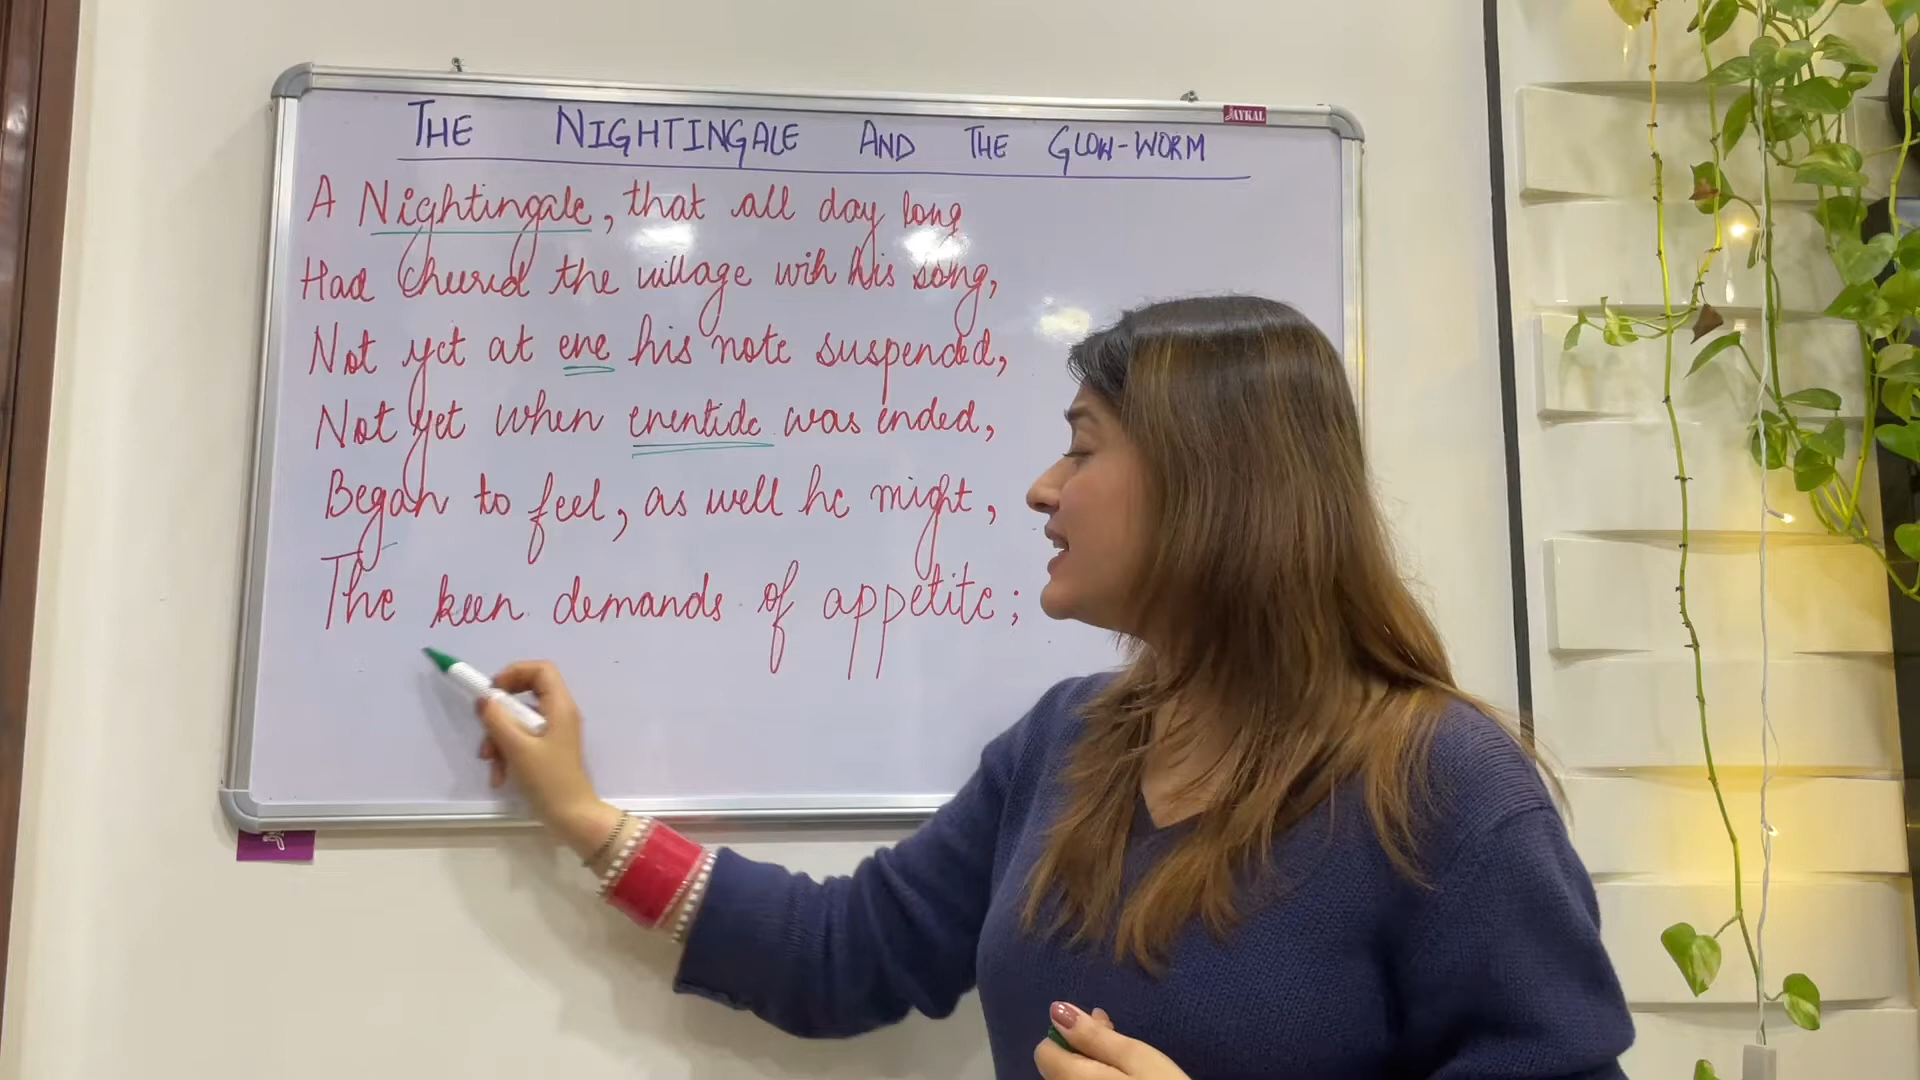 THE NIGHTINGALE AND THE GLOW-WORM
JAYKAL
A Nightingale, that all day long
Had Cheered the village wih his song,
Not yet at eve his note suspended,
Not yet when eventide was ended,
Began to feel, as well he might,
The keen demands of appetite;